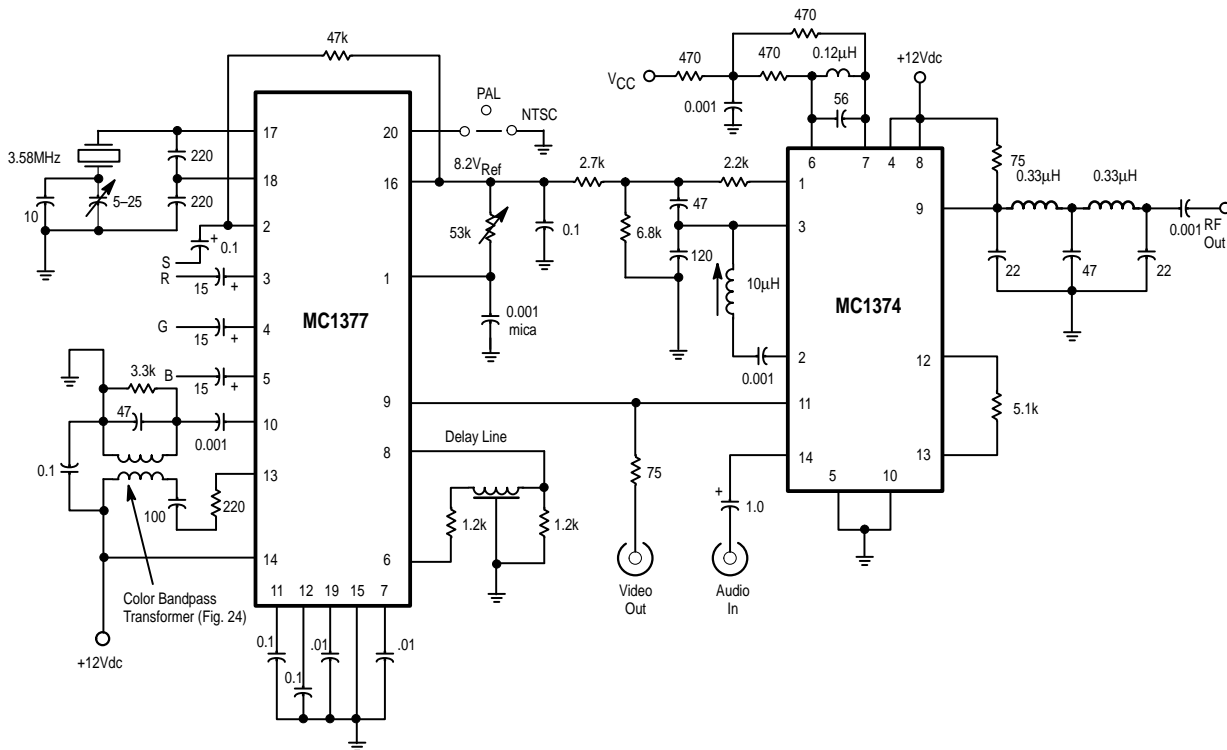 47k
470
470
470
0.12μH
+12Vdc
VCC
0.001
56
PAL
NTSC
3.58MHz
17
220
18
220
10
5–25
2
S
+
0.1
R
15
+
3
G
15
+
4
B
15
+
5
3.3k
47
0.001
10
0.1
13
100
220
14
Color Bandpass
Transformer (Fig. 24)
+12Vdc
MC1377
20
16
8.2VRef
1
53k
0.1
0.001
mica
9
8
Delay Line
1.2k
1.2k
6
11
12
19
15
7
0.1
0.1
.01
.01
2.7k
2.2k
6.8k
47
120
10μH
0.001
75
Video
Out
+
1.0
Audio
In
6
7
4
8
1
3
2
11
14
MC1374
9
12
13
5
10
5.1k
75
0.33μH
0.33μH
0.001
RF
Out
22
47
22